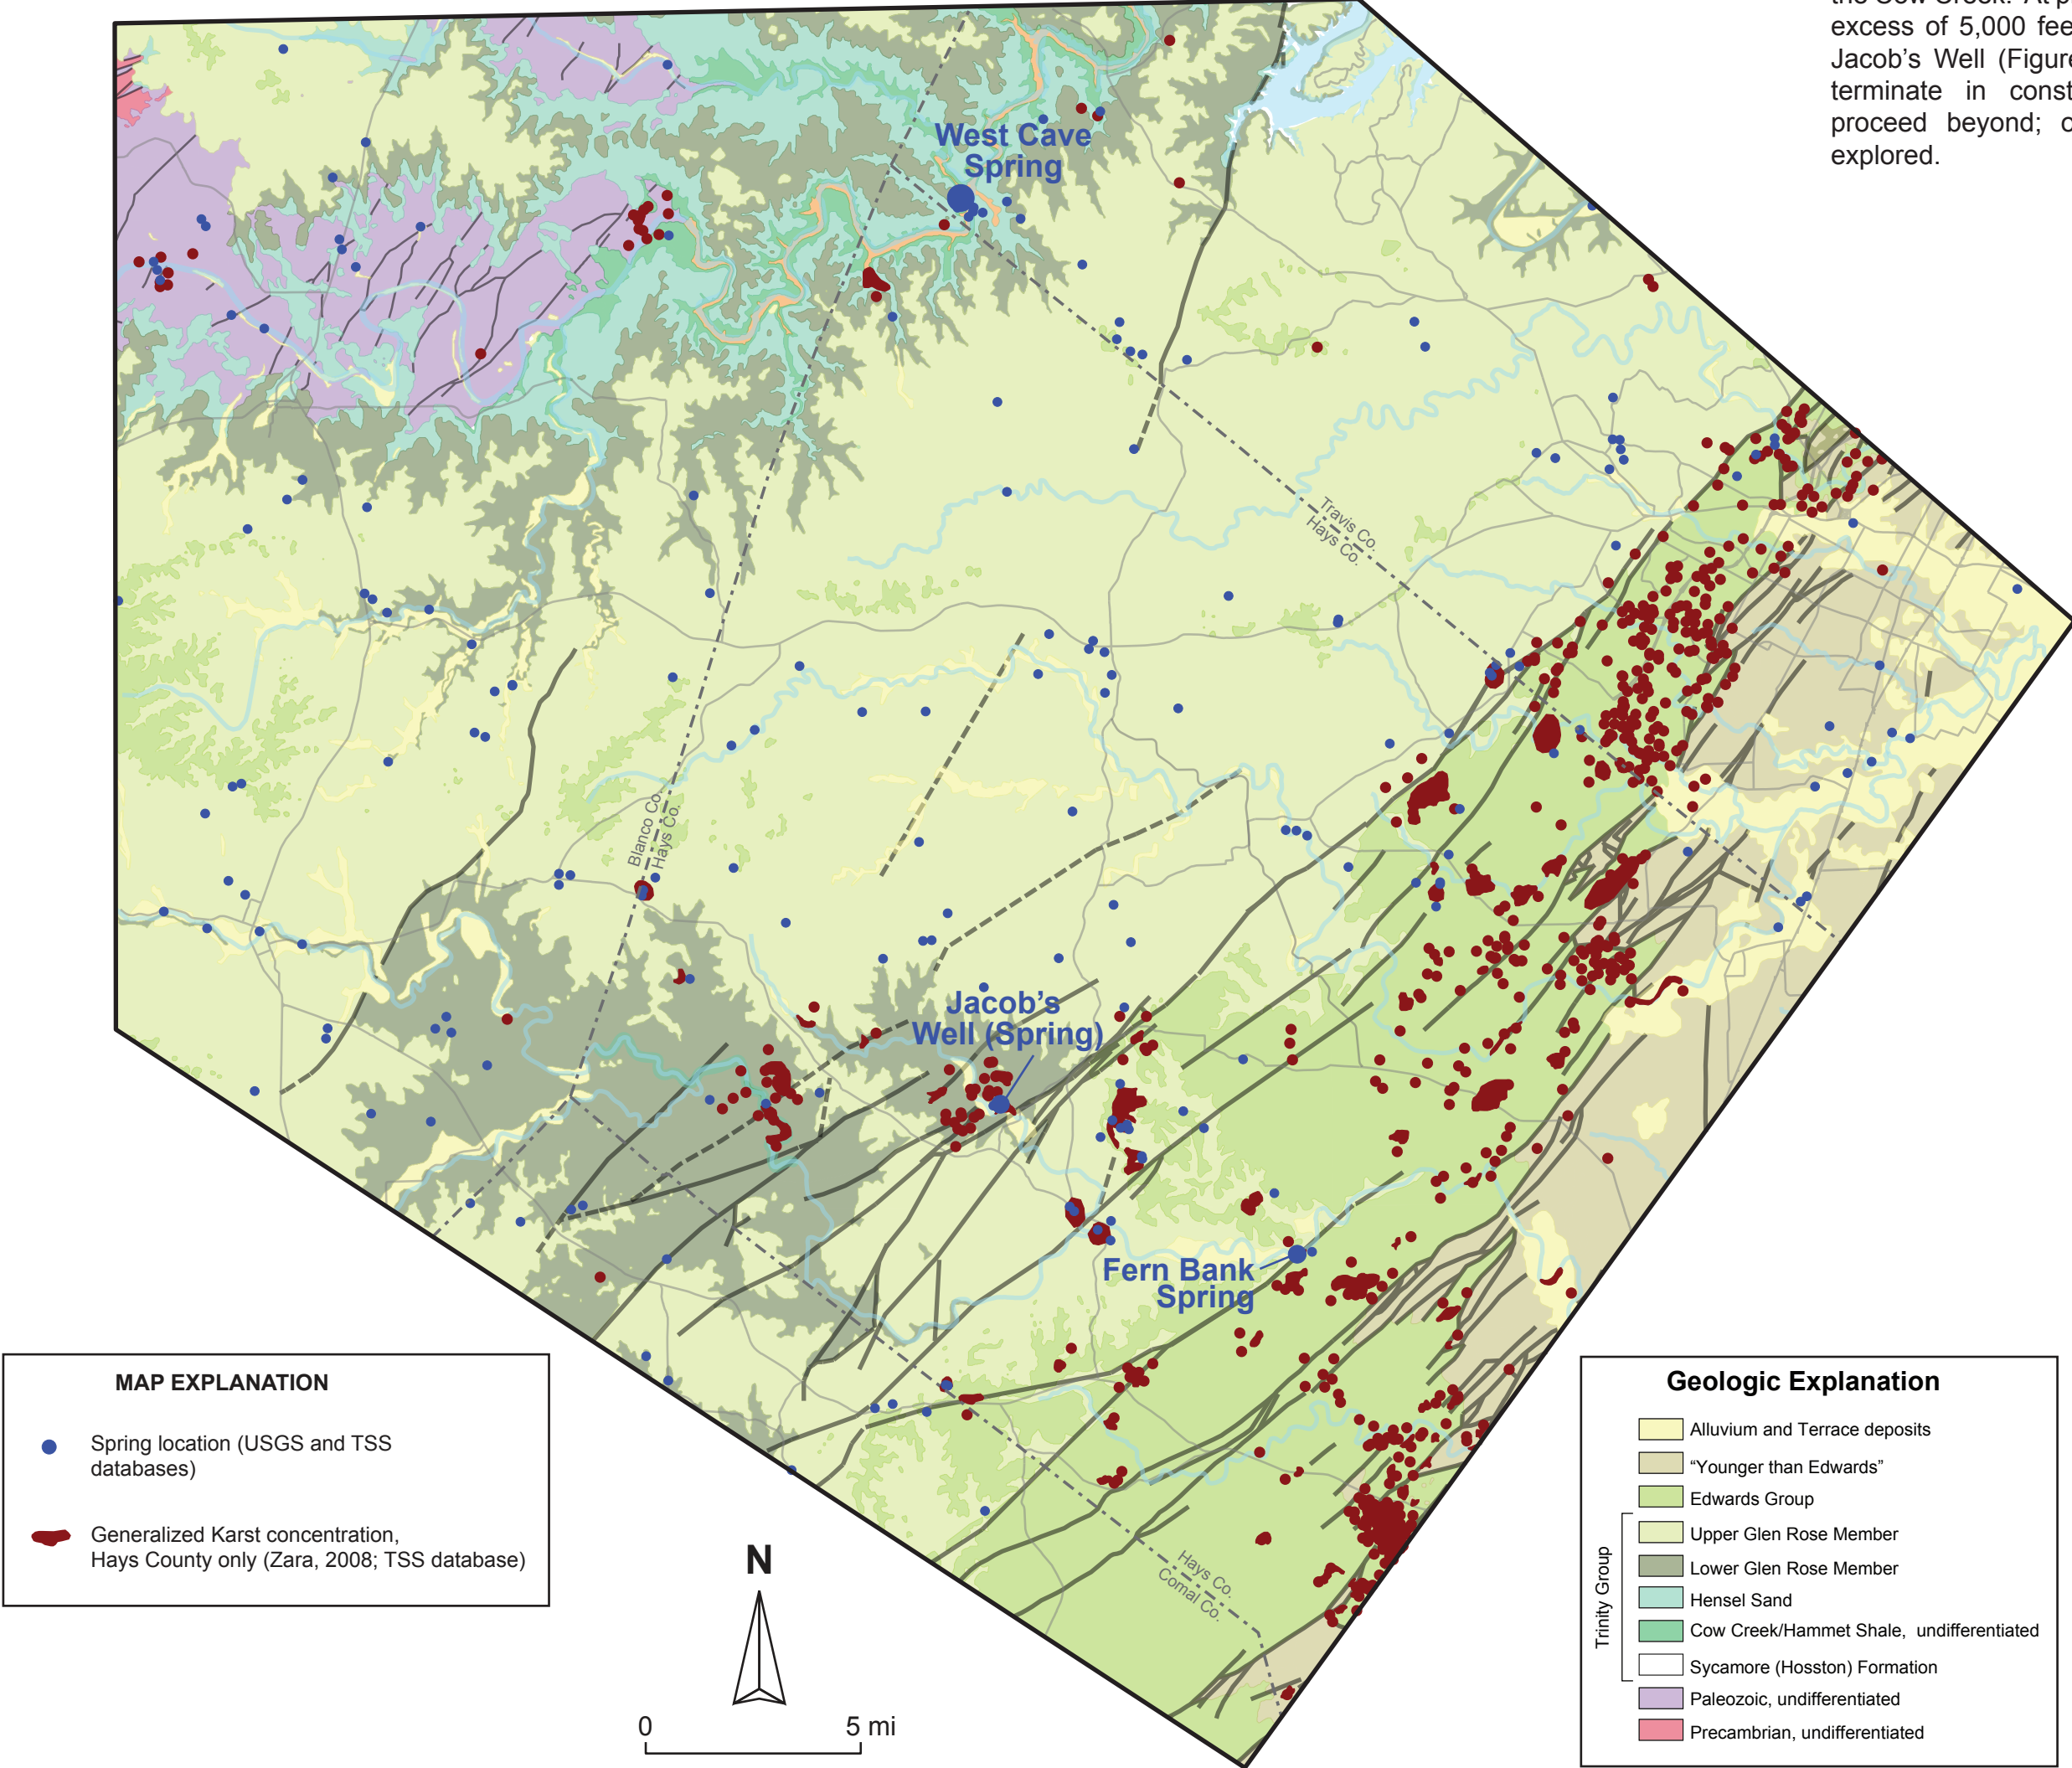 the Cow Creek. At p
excess of 5,000 fee
Jacob's Well (Figure
terminate in const
proceed beyond; c
explored.
West Cave
Spring
Travis Co.
Hays Co.
Blanco Co.
Hays Co.
Jacob's
Well (Spring)
Fern Bank
Spring
Hays Co.
Comal Co.
MAP EXPLANATION
Spring location (USGS and TSS
databases)
Generalized Karst concentration,
Hays County only (Zara, 2008; TSS database)
N
0 5 mi
Geologic Explanation
Alluvium and Terrace deposits
“Younger than Edwards”
Edwards Group
Trinity Group
Upper Glen Rose Member
Lower Glen Rose Member
Hensel Sand
Cow Creek/Hammet Shale, undifferentiated
Sycamore (Hosston) Formation
Paleozoic, undifferentiated
Precambrian, undifferentiated